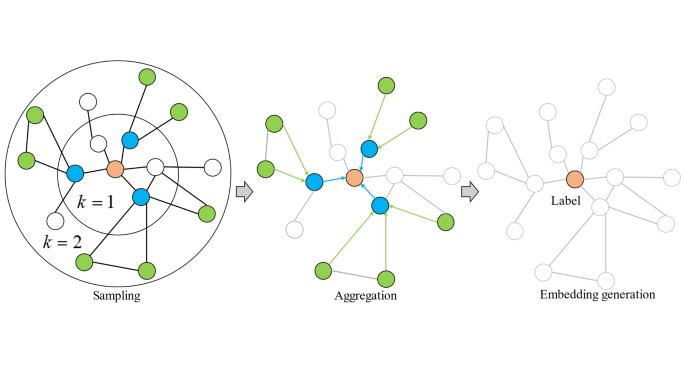 k = 1
k = 2
Label
Sampling
Aggregation
Embedding generation